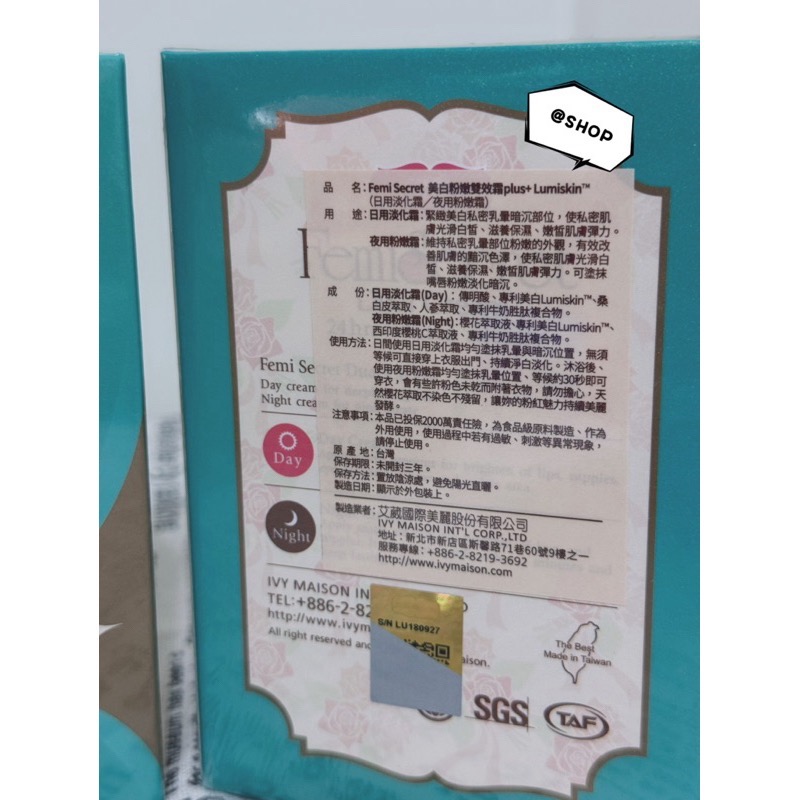 @SHOP
品 名：Femi Secret 美白粉嫩雙效霜plus+ Lumiskin™
（日用淡化霜／夜用粉嫩霜）
用 途：日用淡化霜：緊緻美白私密乳暈暗沉部位，使私密肌
膚光滑白皙、滋養保濕、嫩皙肌膚彈力。
夜用粉嫩霜：維持私密乳暈部位粉嫩的外觀，有效改
善肌膚的黯沉色澤，使私密肌膚光滑白
皙、滋養保濕、嫩皙肌膚彈力。可塗抹
嘴唇粉嫩淡化暗沉。
成 份：日用淡化霜(Day)：傳明酸、專利美白Lumiskin™、桑
白皮萃取、人蔘萃取、專利牛奶胜肽複合物。
夜用粉嫩霜(Night)：櫻花萃取液、專利美白Lumiskin™、
西印度櫻桃C萃取液、專利牛奶胜肽複合物。
使用方法：日間使用日用淡化霜均勻塗抹乳暈與暗沉位置，無須
等候可直接穿上衣服出門、持續淨白淡化。沐浴後、
使用夜用粉嫩霜均勻塗抹乳暈位置、等候約30秒即可
穿衣，會有些許粉色未乾而附著衣物，請勿擔心，天
然櫻花萃取不染色不殘留，讓妳的粉紅魅力持續美麗
發酵。
注意事項：本品已投保2000萬責任險，為食品級原料製造、作為
外用使用，使用過程中若有過敏、刺激等異常現象，
請停止使用。
原 產 地：台灣
保存期限：未開封三年。
保存方法：置放陰涼處，避免陽光直曬。
製造日期：顯示於外包裝上。
製造業者：艾葳國際美麗股份有限公司
IVY MAISON INT'L CORP.,LTD
地址：新北市新店區斯馨路71巷60號9樓之一
服務專線：+886-2-8219-3692
http://www.ivymaison.com
Femi
24h
Femi Se
Day cream
Night cream
Day
Night
IVY MAISON IN
TEL:+886-2-82
http://www.ivym
All right reserved and
aison.
S/N LU180927
The Best
Made in Taiwan
SGS
TAF